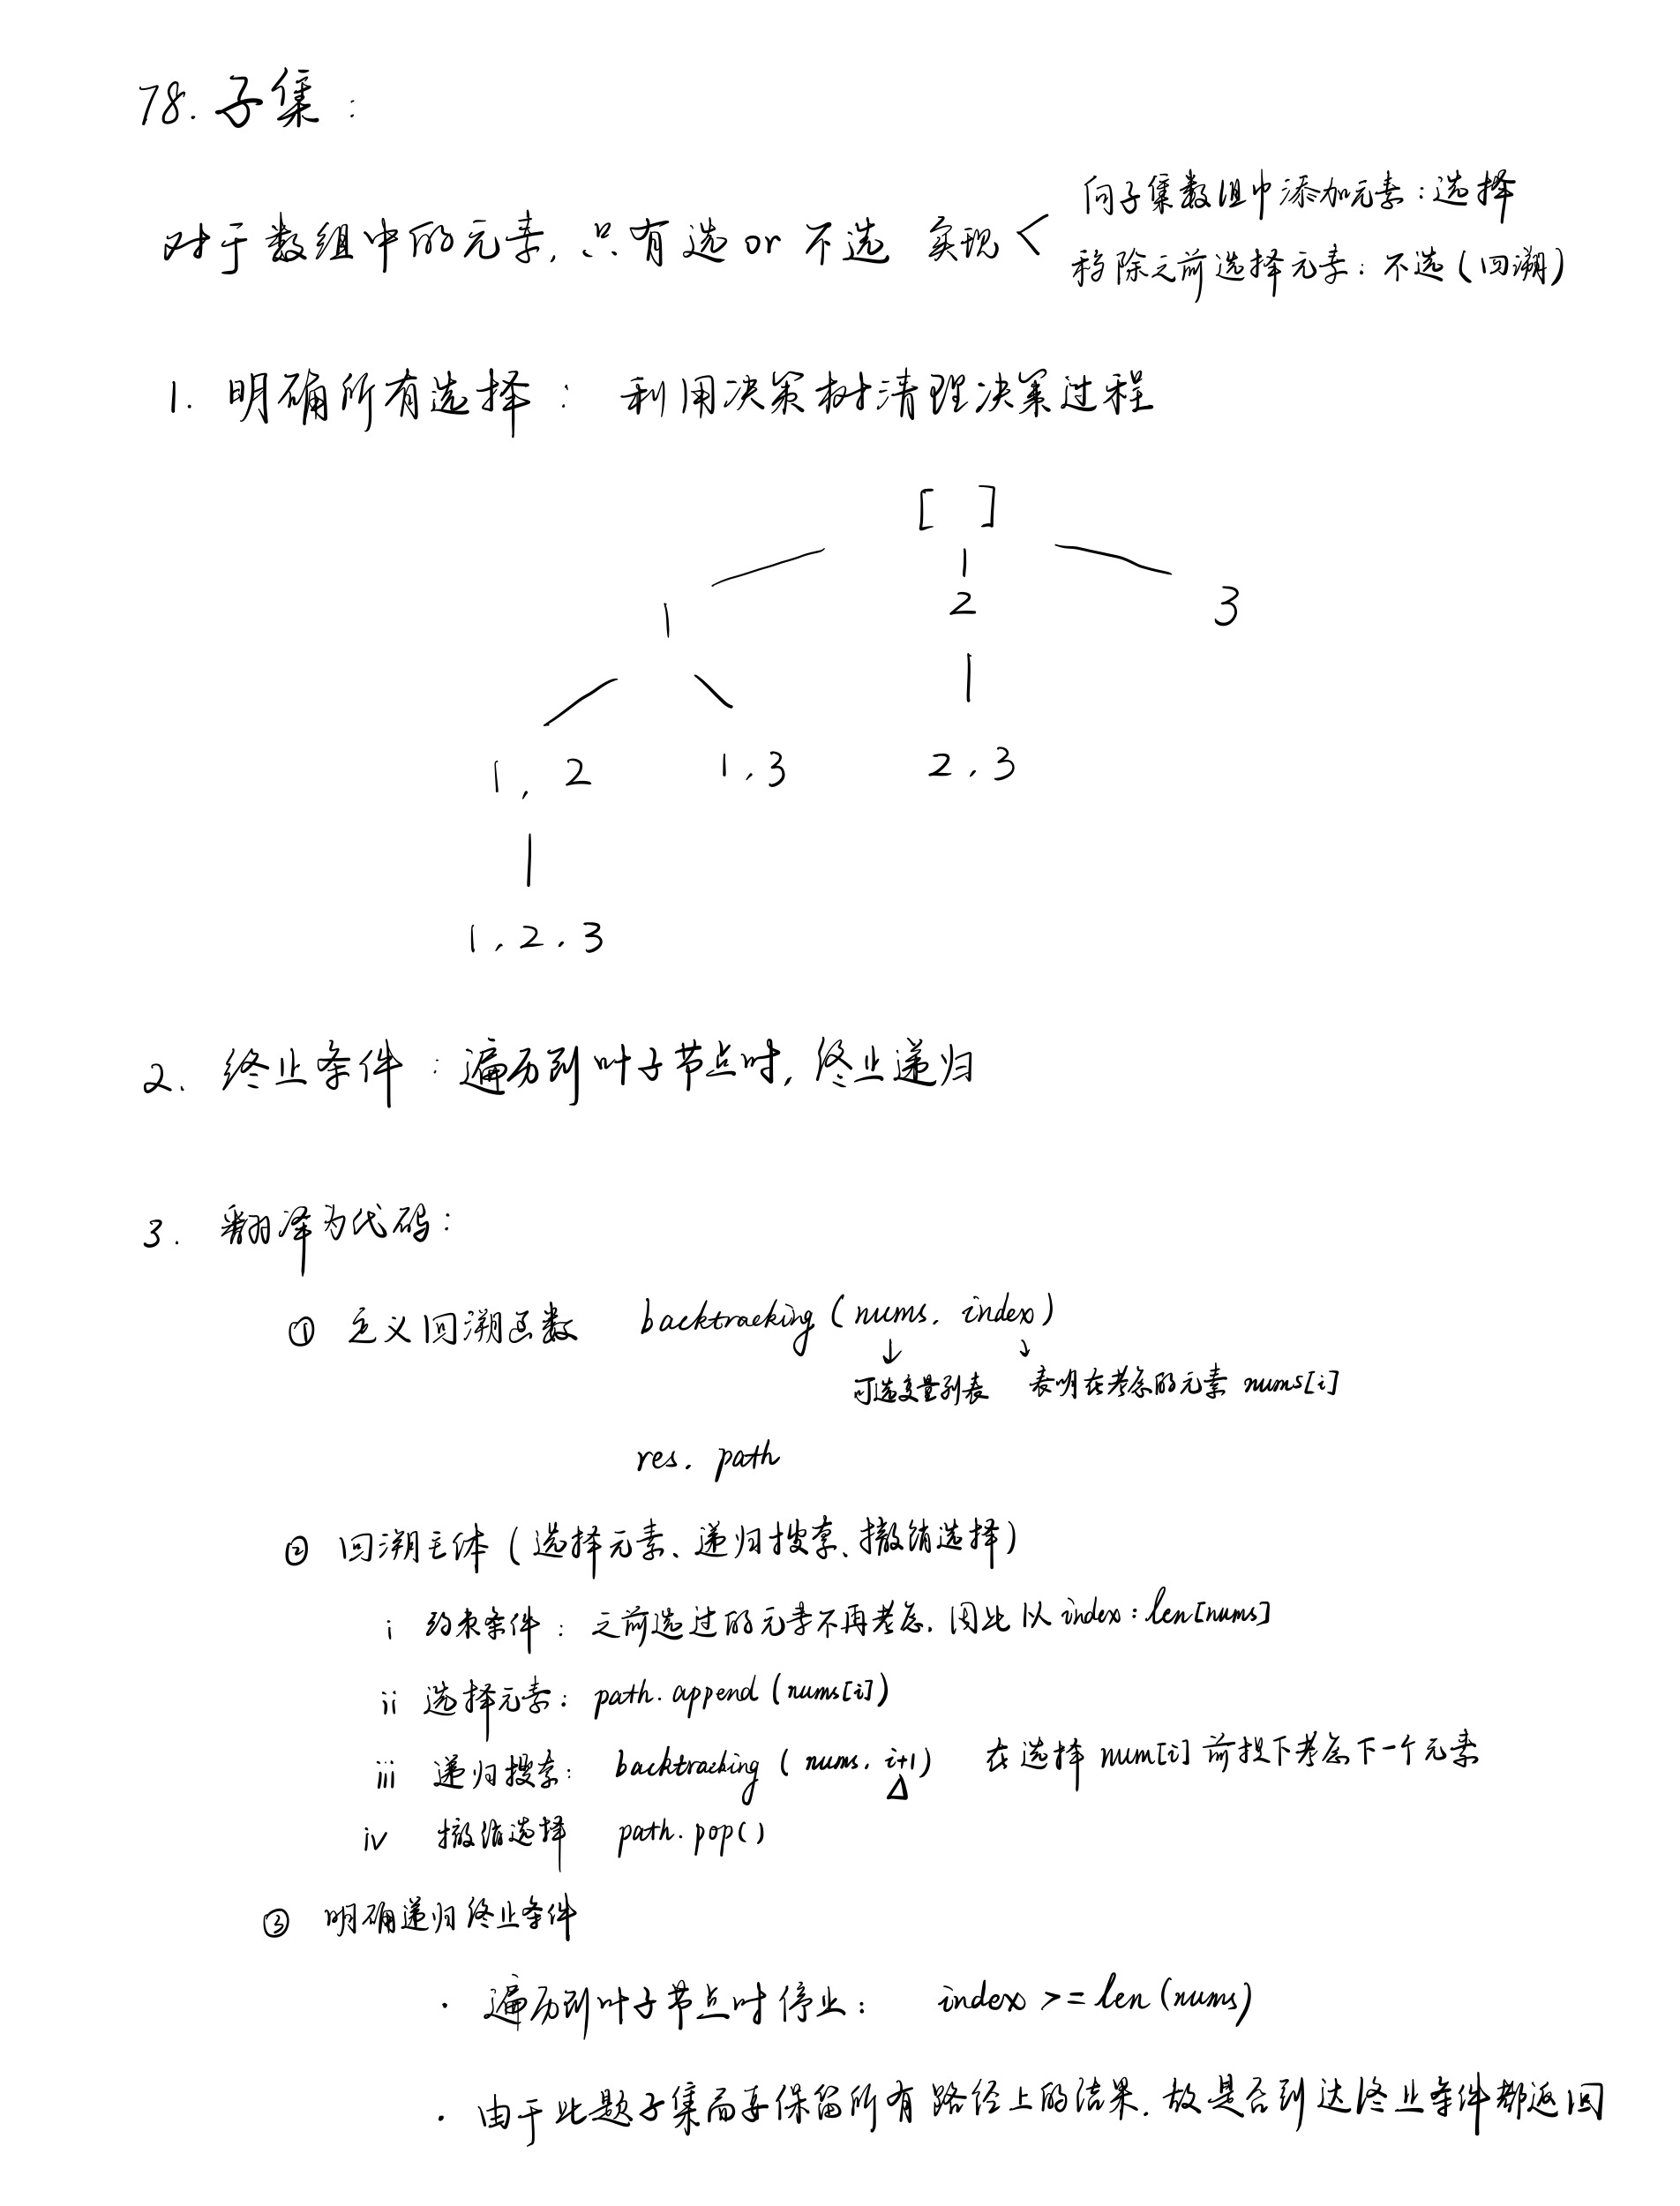 78. 子集：
对于数组中的元素, 只有选 or 不选 实现 <
向子集数组中添加元素：选择
移除之前选择元素：不选（回溯）
1. 明确所有选择： 利用决策树清理决策过程
[ ]
1 2 3
1, 2 1, 3 2, 3
1, 2, 3
2. 终止条件：遍历到叶子节点时, 终止递归
3. 翻译为代码：
① 定义回溯函数 backtracking (nums, index)
↓ ↓
可选变量列表 表明在考虑的元素 nums[i]
res, path
② 回溯主体（选择元素、递归搜索、撤销选择）
i 约束条件：之前选过的元素不再考虑, 因此以 index : len[nums]
ii 选择元素：path.append (nums[i])
iii 递归搜索： backtracking ( nums, i+1) 在选择 num[i] 前提下考虑下一个元素
△
iv 撤销选择 path.pop()
③ 明确递归终止条件
· 遍历到叶子节点时停止： index >= len (nums)
· 由于此题子集需要保留所有路径上的结果, 故是否到达终止条件都返回